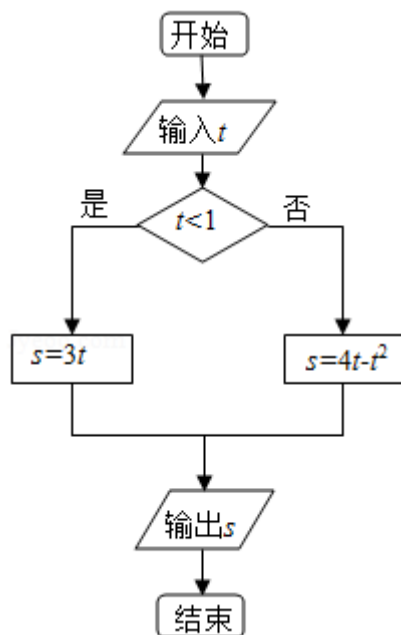 开始
输入t
t<1
是
否
s=3t
s=4t-t²
输出s
结束